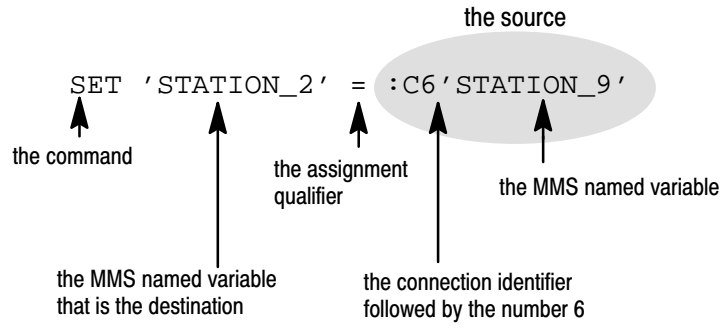 the source
SET 'STATION_2' = :C6'STATION_9'
the command
the assignment
qualifier
the MMS named variable
the MMS named variable
that is the destination
the connection identifier
followed by the number 6